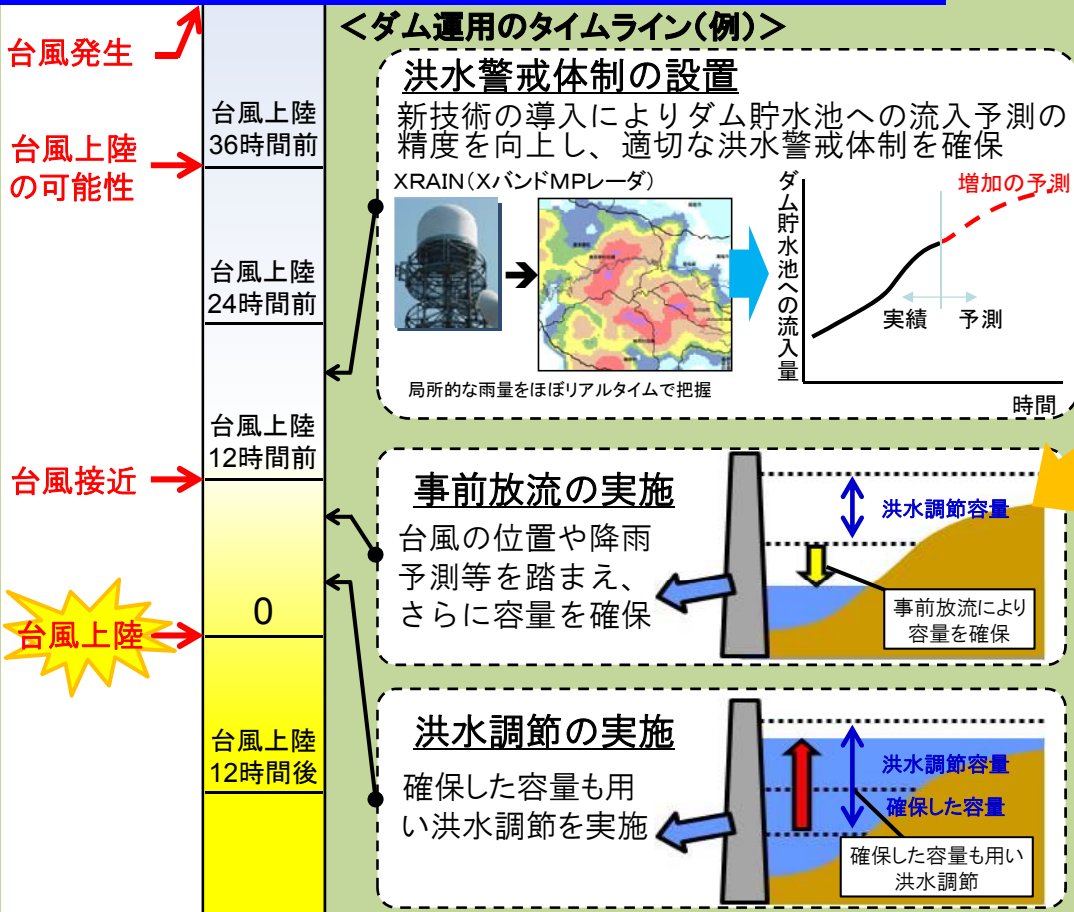 ＜ダム運用のタイムライン(例)＞
台風発生
台風上陸
の可能性
台風接近
台風上陸
台風上陸
36時間前
台風上陸
24時間前
台風上陸
12時間前
0
台風上陸
12時間後
洪水警戒体制の設置
新技術の導入によりダム貯水池への流入予測の
精度を向上し、適切な洪水警戒体制を確保
XRAIN(XバンドMPレーダ)
局所的な雨量をほぼリアルタイムで把握
ダム貯水池への流入量
増加の予測
実績
予測
時間
事前放流の実施
台風の位置や降雨
予測等を踏まえ、
さらに容量を確保
洪水調節容量
事前放流により
容量を確保
洪水調節の実施
確保した容量も用
い洪水調節を実施
洪水調節容量
確保した容量
確保した容量も用い
洪水調節